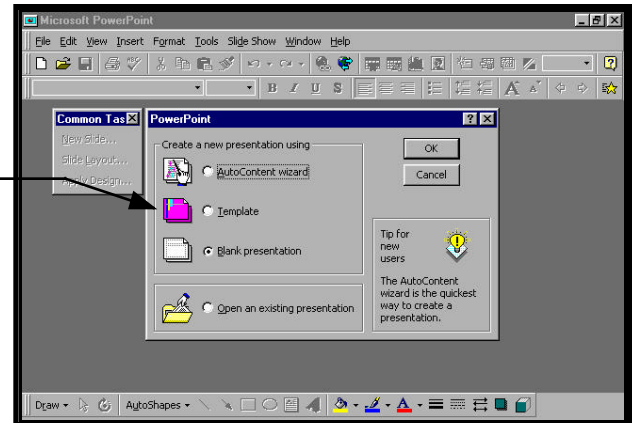 Microsoft PowerPoint
File Edit View Insert Format Tools Slide Show Window Help
B I U S
A A
Common Tas
New Slide...
Slide Layout...
Apply Design...
PowerPoint
Create a new presentation using
AutoContent wizard
Template
Blank presentation
Open an existing presentation
OK
Cancel
Tip for
new
users
The AutoContent
wizard is the quickest
way to create a
presentation.
Draw AutoShapes A